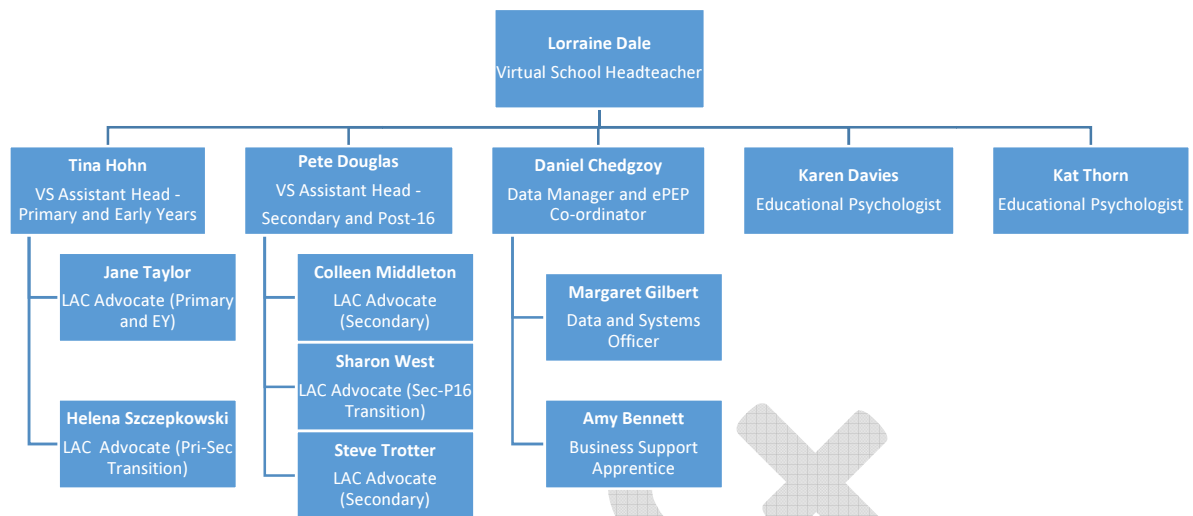 Lorraine Dale
Virtual School Headteacher
Tina Hohn
VS Assistant Head -
Primary and Early Years
Pete Douglas
VS Assistant Head -
Secondary and Post-16
Daniel Chedgzoy
Data Manager and ePEP
Co-ordinator
Karen Davies
Educational Psychologist
Kat Thorn
Educational Psychologist
Jane Taylor
LAC Advocate (Primary
and EY)
Helena Szczepkowski
LAC Advocate (Pri-Sec
Transition)
Colleen Middleton
LAC Advocate
(Secondary)
Sharon West
LAC Advocate (Sec-P16
Transition)
Steve Trotter
LAC Advocate
(Secondary)
Margaret Gilbert
Data and Systems
Officer
Amy Bennett
Business Support
Apprentice